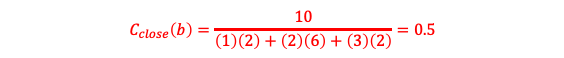 C_close(b) = 10 / ((1)(2) + (2)(6) + (3)(2)) = 0.5